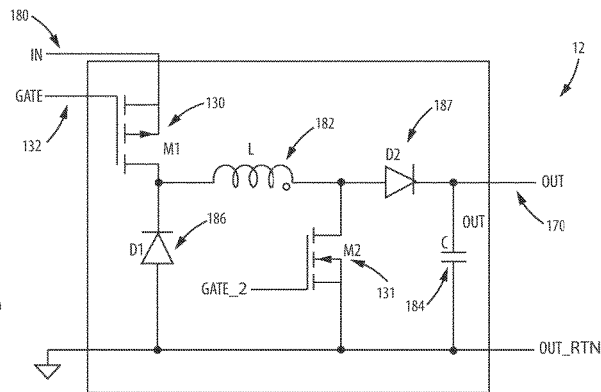 180
IN
12
GATE
132
130
M1
182
L
187
D2
OUT
170
OUT
D1
186
M2
131
C
184
GATE_2
OUT_RTN